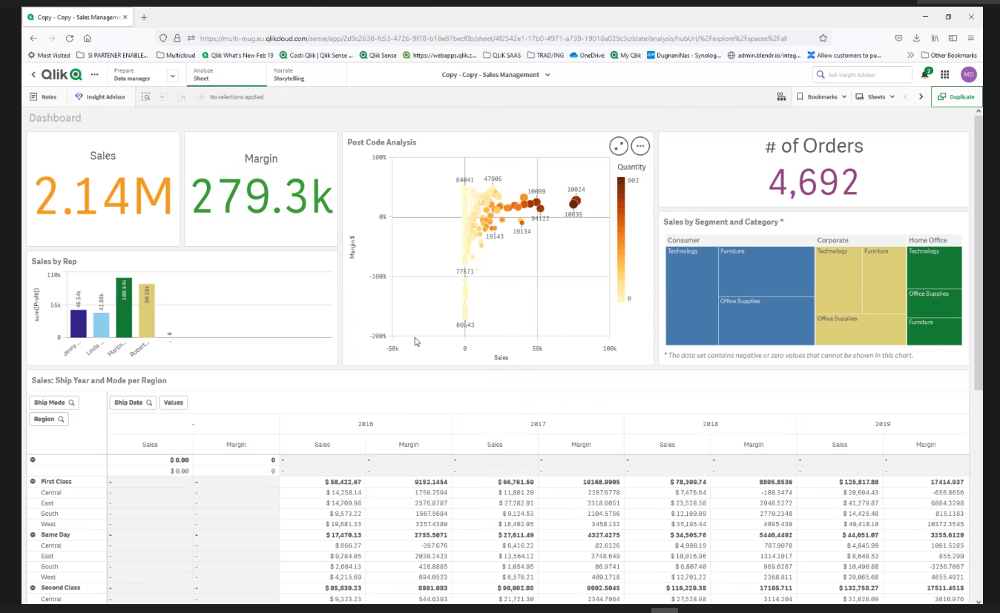 Copy - Copy - Sales Managem
https://multi-mug.eu.qlikcloud.com/sense/app/2d9c2638-fc53-4726-9f78-b18e87becf0b/sheet/4f2542e1-17b0-4971-a739-19018a029c3c/state/analysis/hubUrl/%2Fexplore%2Fspaces%2Fall
Most Visited SI PARTENER ENABLE... Multicloud Qlik What's New Feb 19 Costi Qlik | Qlik Sense ... Qlik Sense https://webapps.qlik.c... QLIK SAAS TRAD/ING OneDrive My Qlik DugnaniNas - Synolog... admin.blendr.io/integ... Allow customers to pu... Other Bookmarks
Qlik
Prepare
Data manager
Analyze
Sheet
Narrate
Storytelling
Copy - Copy - Sales Management
Ask Insight Advisor
2
MD
Notes Insight Advisor No selections applied Bookmarks Sheets Duplicate
Dashboard
Sales
2.14M
Margin
279.3k
Sales by Rep
110k
55k
0
sum([Profit])
46.54k
41.88k
100.54k
90.39k
0
Jenny ...
Linda...
Martin...
Robert...
-
Post Code Analysis
100%
0%
-100%
-200%
Margin %
84041
47905
10009
10024
94122
10035
19143
19134
77571
60543
-50k 0 50k 100k
Sales
Quantity
902
0
# of Orders
4,692
Sales by Segment and Category *
Consumer Corporate Home Office
Technology Furniture Technology Furniture Technology
Office Supplies
Office Supplies
Office Supplies
Furniture
* The data set contains negative or zero values that cannot be shown in this chart.
Sales: Ship Year and Mode per Region
Ship Mode Ship Date Values
Region
- 2016 2017 2018 2019
Sales Margin Sales Margin Sales Margin Sales Margin Sales Margin
$ 0.00 0 - - - - - - - -
$ 0.00 0 - - - - - - - -
First Class - - $ 58,422.67 9152.1454 $ 66,761.59 10168.9905 $ 78,309.74 8805.8536 $ 125,817.88 17414.937
Central - - $ 14,258.14 1750.2594 $ 11,861.20 2287.6778 $ 7,476.64 -108.3474 $ 20,694.43 -656.8656
East - - $ 14,709.98 2576.8787 $ 27,282.91 3318.6051 $ 23,528.58 2048.5272 $ 41,279.87 6884.3298
South - - $ 9,573.22 1567.5684 $ 9,124.53 1104.5756 $ 12,109.09 2770.2348 $ 14,425.48 815.1183
West - - $ 19,881.33 3257.4389 $ 18,492.95 3458.132 $ 35,195.44 4095.439 $ 49,418.10 10372.3545
Same Day - - $ 17,470.13 2755.5071 $ 27,611.49 4327.4275 $ 34,505.76 5440.4492 $ 44,051.07 3255.6129
Central - - $ 866.27 -397.676 $ 6,416.22 82.6326 $ 4,980.19 787.9078 $ 4,845.99 1001.5285
East - - $ 9,784.05 2030.2423 $ 13,564.12 3748.649 $ 10,016.96 1314.1017 $ 8,648.53 855.299
South - - $ 2,604.13 428.8885 $ 1,054.95 86.9741 $ 6,807.40 969.6287 $ 10,490.88 -3256.7067
West - - $ 4,215.69 694.0523 $ 6,576.21 409.1718 $ 12,701.22 2368.811 $ 20,065.68 4655.4921
Second Class - - $ 85,839.23 8991.083 $ 90,002.85 9992.5045 $ 116,229.38 17105.711 $ 132,758.27 17511.4515
Central - - $ 9,323.23 544.6393 $ 21,721.30 2344.7964 $ 27,528.98 3114.204 $ 31,628.09 3016.976